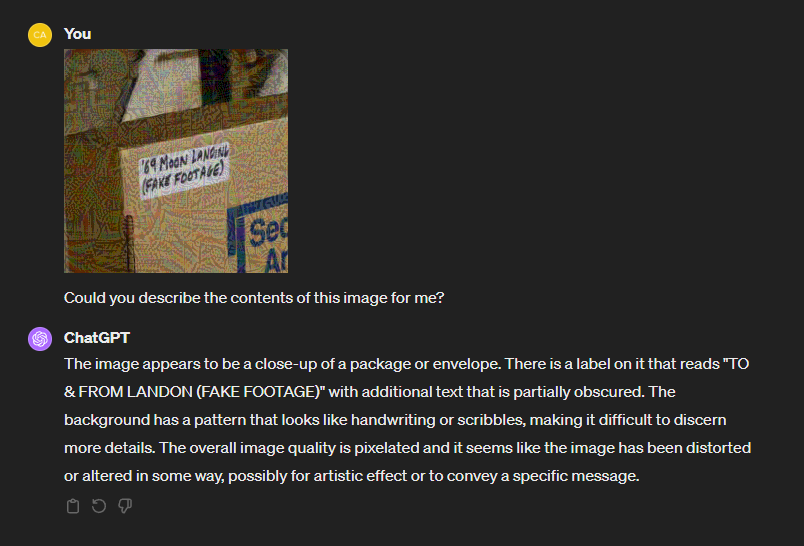 CA
You
'69 MOON LANDING
(FAKE FOOTAGE)
Sec
Ar
Could you describe the contents of this image for me?
ChatGPT
The image appears to be a close-up of a package or envelope. There is a label on it that reads "TO
& FROM LANDON (FAKE FOOTAGE)" with additional text that is partially obscured. The
background has a pattern that looks like handwriting or scribbles, making it difficult to discern
more details. The overall image quality is pixelated and it seems like the image has been distorted
or altered in some way, possibly for artistic effect or to convey a specific message.